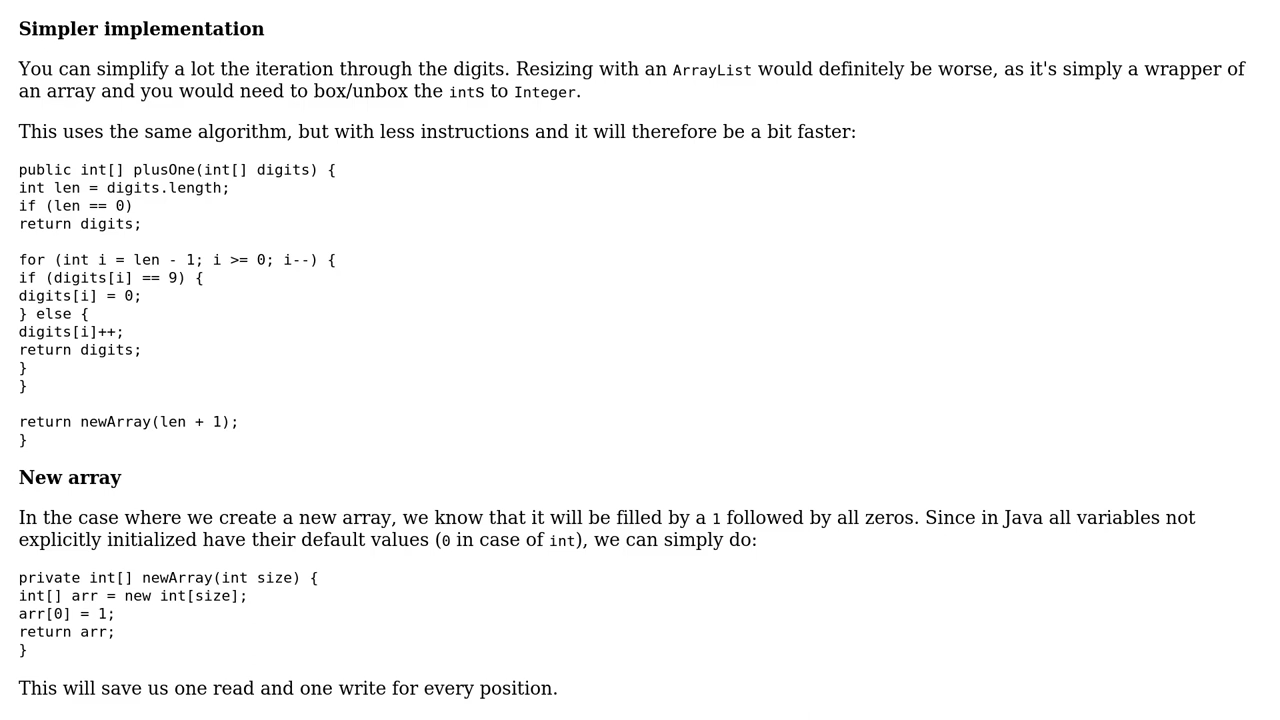 Simpler implementation
You can simplify a lot the iteration through the digits. Resizing with an ArrayList would definitely be worse, as it's simply a wrapper of
an array and you would need to box/unbox the ints to Integer.
This uses the same algorithm, but with less instructions and it will therefore be a bit faster:
public int[] plusOne(int[] digits) {
int len = digits.length;
if (len == 0)
return digits;
for (int i = len - 1; i >= 0; i--) {
if (digits[i] == 9) {
digits[i] = 0;
} else {
digits[i]++;
return digits;
}
}
return newArray(len + 1);
}
New array
In the case where we create a new array, we know that it will be filled by a 1 followed by all zeros. Since in Java all variables not
explicitly initialized have their default values (0 in case of int), we can simply do:
private int[] newArray(int size) {
int[] arr = new int[size];
arr[0] = 1;
return arr;
}
This will save us one read and one write for every position.